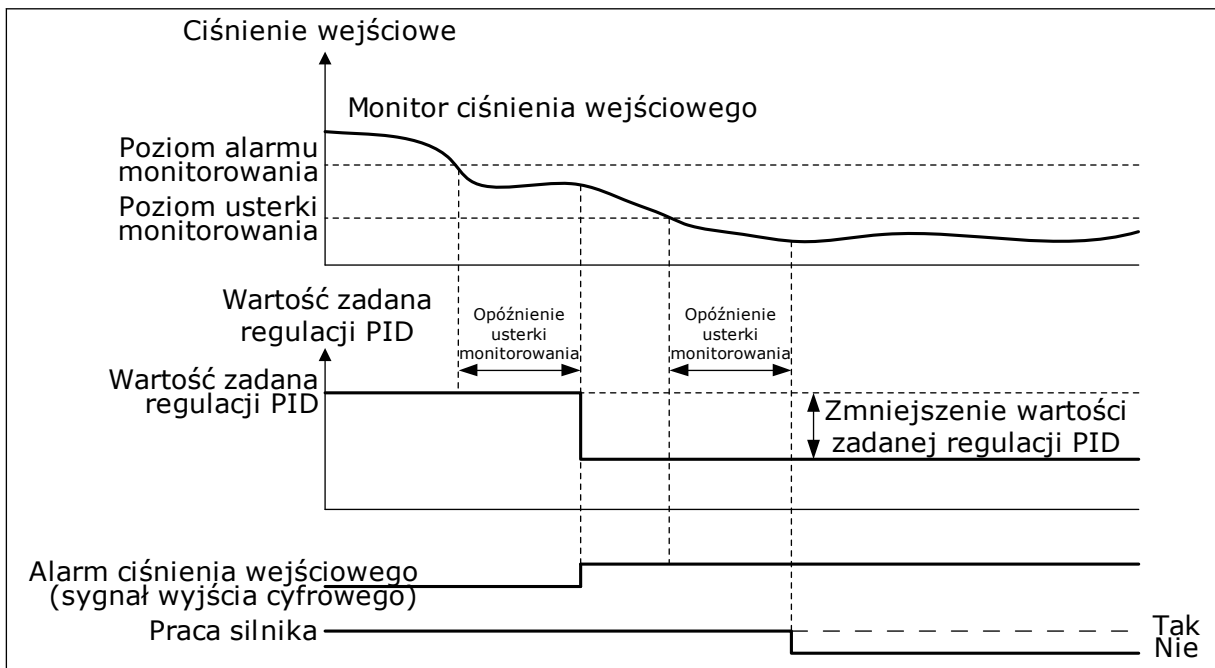 Ciśnienie wejściowe
Monitor ciśnienia wejściowego
Poziom alarmu
monitorowania
Poziom usterki
monitorowania
Wartość zadana
regulacji PID
Opóźnienie
usterki
monitorowania
Opóźnienie
usterki
monitorowania
Wartość zadana
regulacji PID
Zmniejszenie wartości
zadanej regulacji PID
Alarm ciśnienia wejściowego
(sygnał wyjścia cyfrowego)
Praca silnika
Tak
Nie